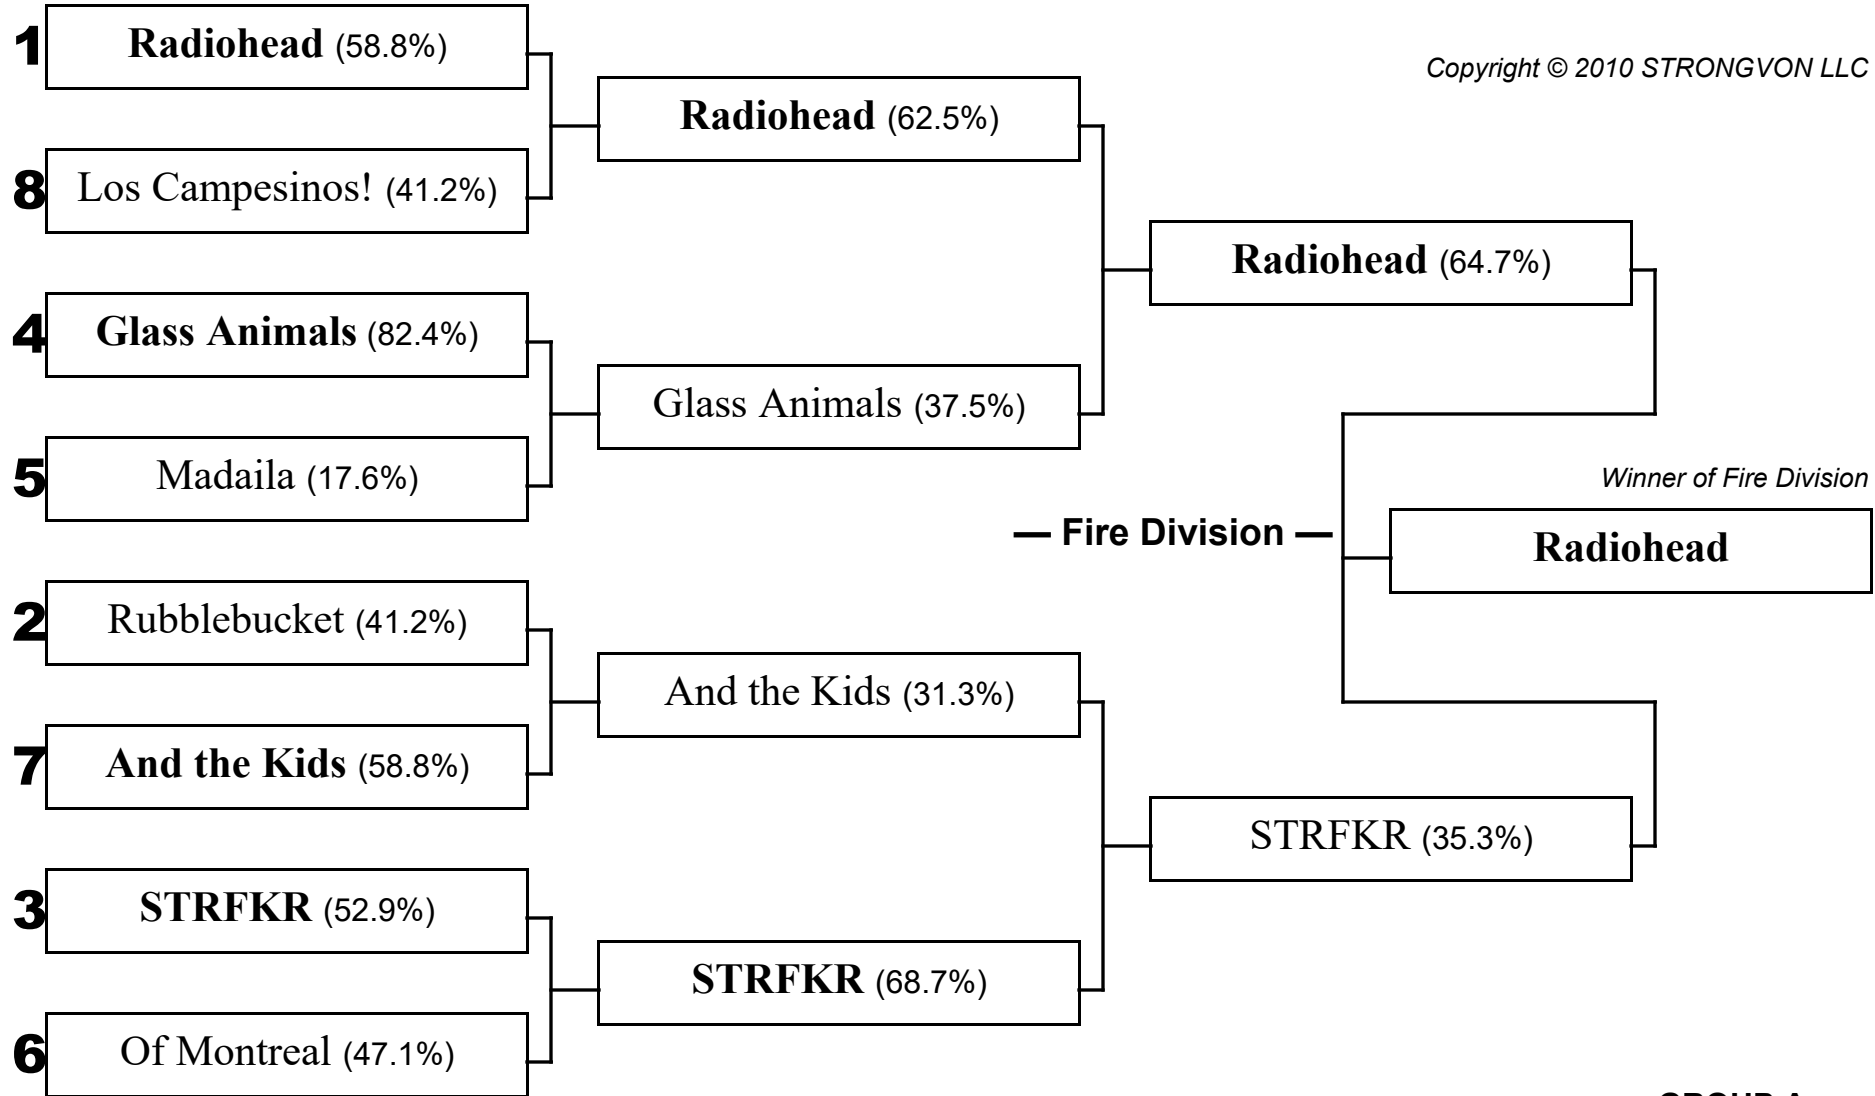 1 Radiohead (58.8%)
Copyright © 2010 STRONGVON LLC
Radiohead (62.5%)
8 Los Campesinos! (41.2%)
Radiohead (64.7%)
4 Glass Animals (82.4%)
Glass Animals (37.5%)
5 Madaila (17.6%)
Winner of Fire Division
— Fire Division —
Radiohead
2 Rubblebucket (41.2%)
And the Kids (31.3%)
7 And the Kids (58.8%)
STRFKR (35.3%)
3 STRFKR (52.9%)
STRFKR (68.7%)
6 Of Montreal (47.1%)
GROUP A